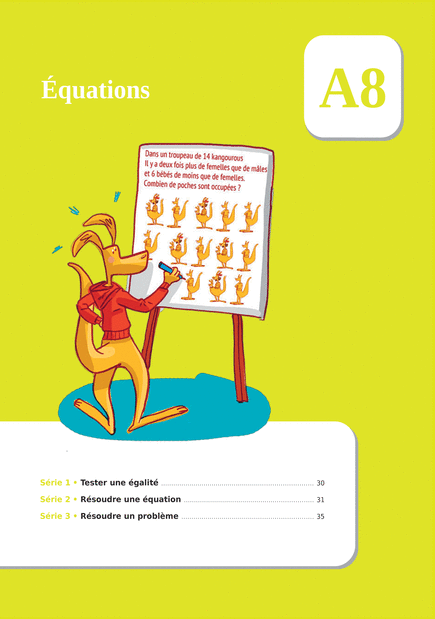 Équations
A8
Dans un troupeau de 14 kangourous
Il y a deux fois plus de femelles que de mâles
et 6 bébés de moins que de femelles.
Combien de poches sont occupées ?
Série 1 • Tester une égalité 30
Série 2 • Résoudre une équation 31
Série 3 • Résoudre un problème 35